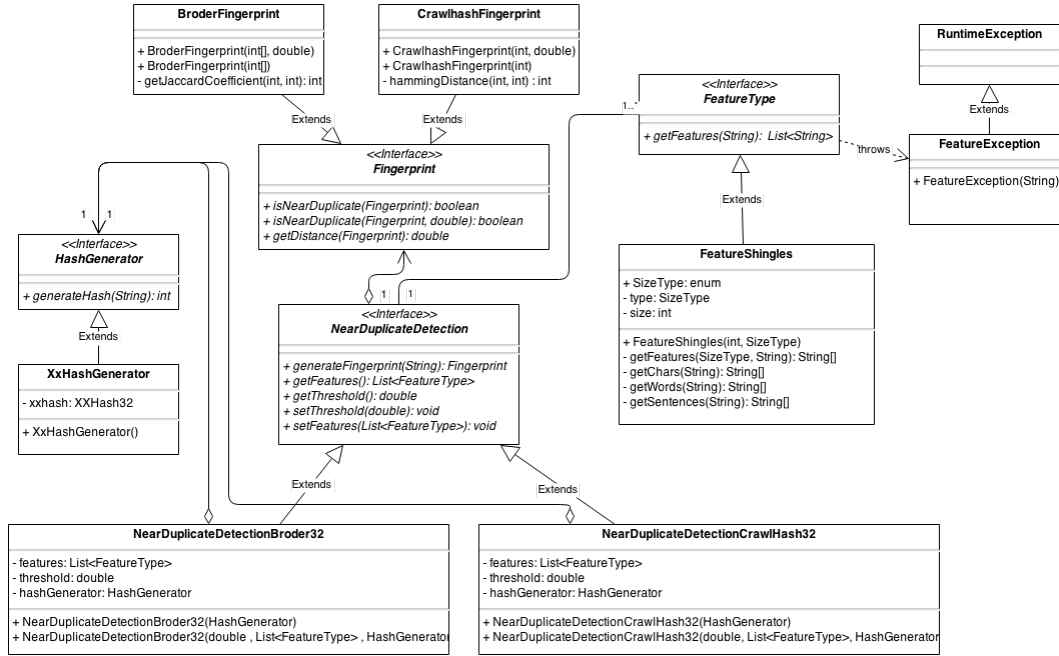 BroderFingerprint
+ BroderFingerprint(int[], double)
+ BroderFingerprint(int[])
- getJaccardCoefficient(int, int): int
CrawlhashFingerprint
+ CrawlhashFingerprint(int, double)
+ CrawlhashFingerprint(int)
- hammingDistance(int, int) : int
RuntimeException
Extends
Extends
Extends
<<Interface>>
FeatureType
+ getFeatures(String): List<String>
1..*
throws
FeatureException
+ FeatureException(String)
<<Interface>>
Fingerprint
+ isNearDuplicate(Fingerprint): boolean
+ isNearDuplicate(Fingerprint, double): boolean
+ getDistance(Fingerprint): double
Extends
1
1
<<Interface>>
HashGenerator
+ generateHash(String): int
Extends
XxHashGenerator
- xxhash: XXHash32
+ XxHashGenerator()
1
1
<<Interface>>
NearDuplicateDetection
+ generateFingerprint(String): Fingerprint
+ getFeatures(): List<FeatureType>
+ getThreshold(): double
+ setThreshold(double): void
+ setFeatures(List<FeatureType>): void
FeatureShingles
+ SizeType: enum
- type: SizeType
- size: int
+ FeatureShingles(int, SizeType)
- getFeatures(SizeType, String): String[]
- getChars(String): String[]
- getWords(String): String[]
- getSentences(String): String[]
Extends
Extends
NearDuplicateDetectionBroder32
- features: List<FeatureType>
- threshold: double
- hashGenerator: HashGenerator
+ NearDuplicateDetectionBroder32(HashGenerator)
+ NearDuplicateDetectionBroder32(double , List<FeatureType> , HashGenerator
NearDuplicateDetectionCrawlHash32
- features: List<FeatureType>
- threshold: double
- hashGenerator: HashGenerator
+ NearDuplicateDetectionCrawlHash32(HashGenerator)
+ NearDuplicateDetectionCrawlHash32(double, List<FeatureType>, HashGenerator